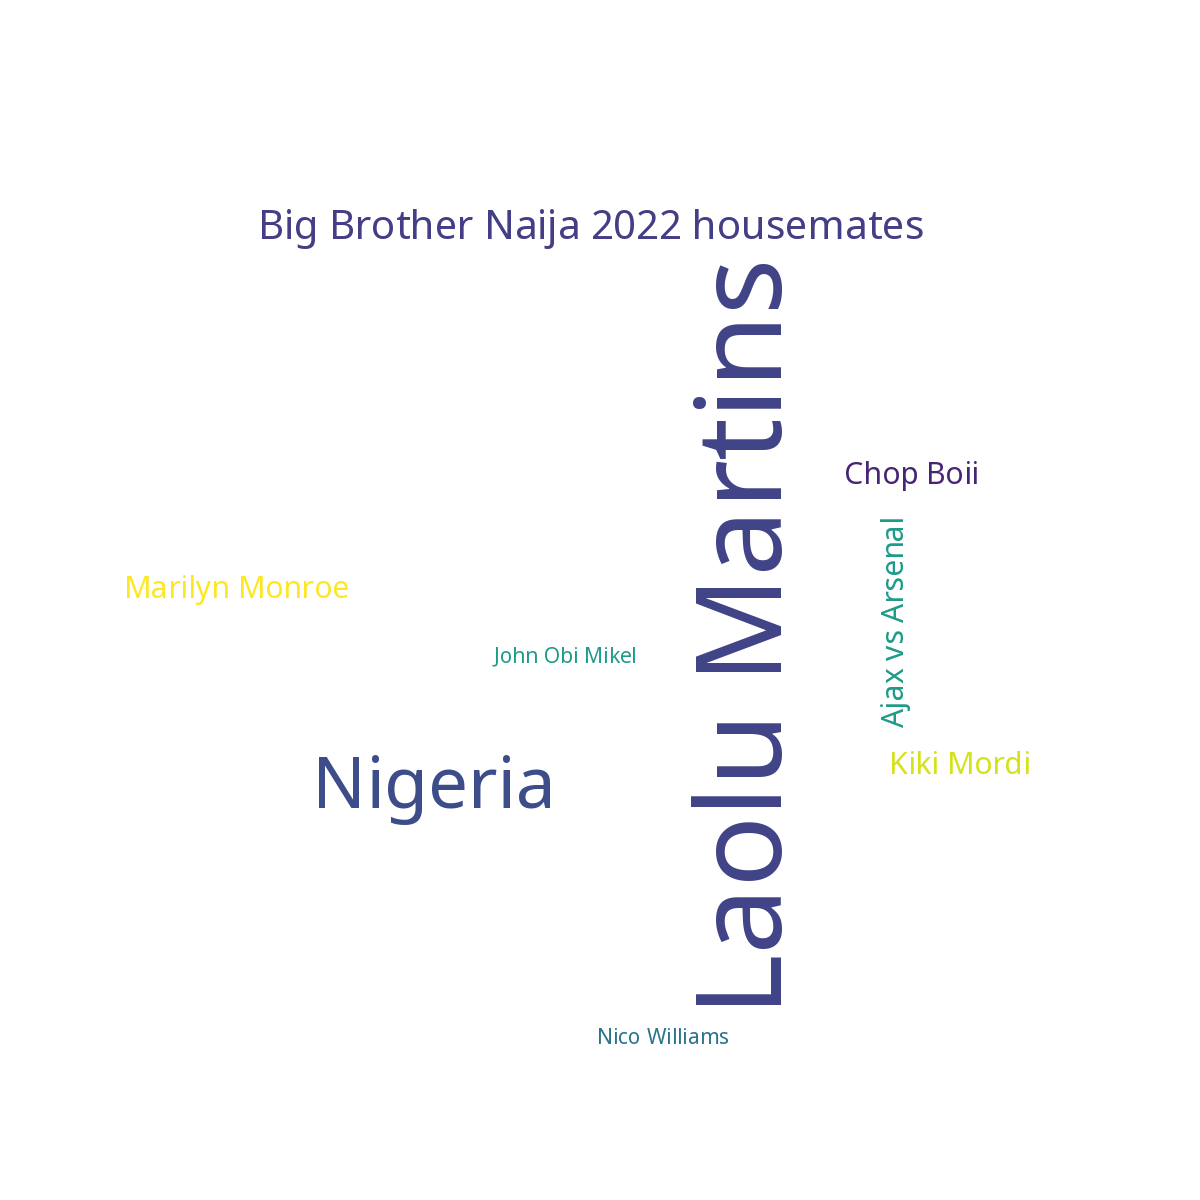 Big Brother Naija 2022 housemates
Laolu Martins
Chop Boii
Ajax vs Arsenal
Marilyn Monroe
John Obi Mikel
Nigeria
Kiki Mordi
Nico Williams